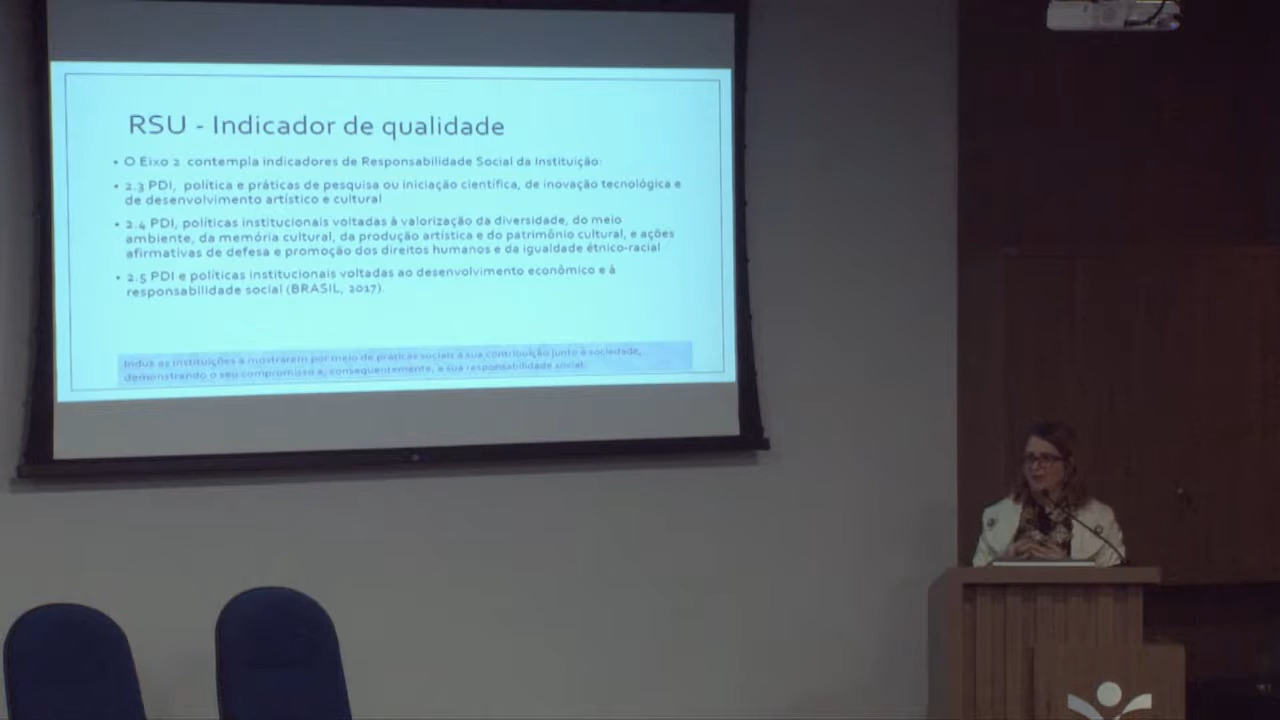 RSU - Indicador de qualidade
• O Eixo 2 contempla indicadores de Responsabilidade Social da Instituição:
• 2.3 PDI, política e práticas de pesquisa ou iniciação científica, de inovação tecnológica e
de desenvolvimento artístico e cultural
• 2.4 PDI, políticas institucionais voltadas à valorização da diversidade, do meio
ambiente, da memória cultural, da produção artística e do patrimônio cultural, e ações
afirmativas de defesa e promoção dos direitos humanos e da igualdade étnico-racial
• 2.5 PDI e políticas institucionais voltadas ao desenvolvimento econômico e à
responsabilidade social (BRASIL, 2017).
Induz as instituições a mostrarem por meio de práticas sociais a sua contribuição junto à sociedade,
demonstrando o seu compromisso e, consequentemente, a sua responsabilidade social.